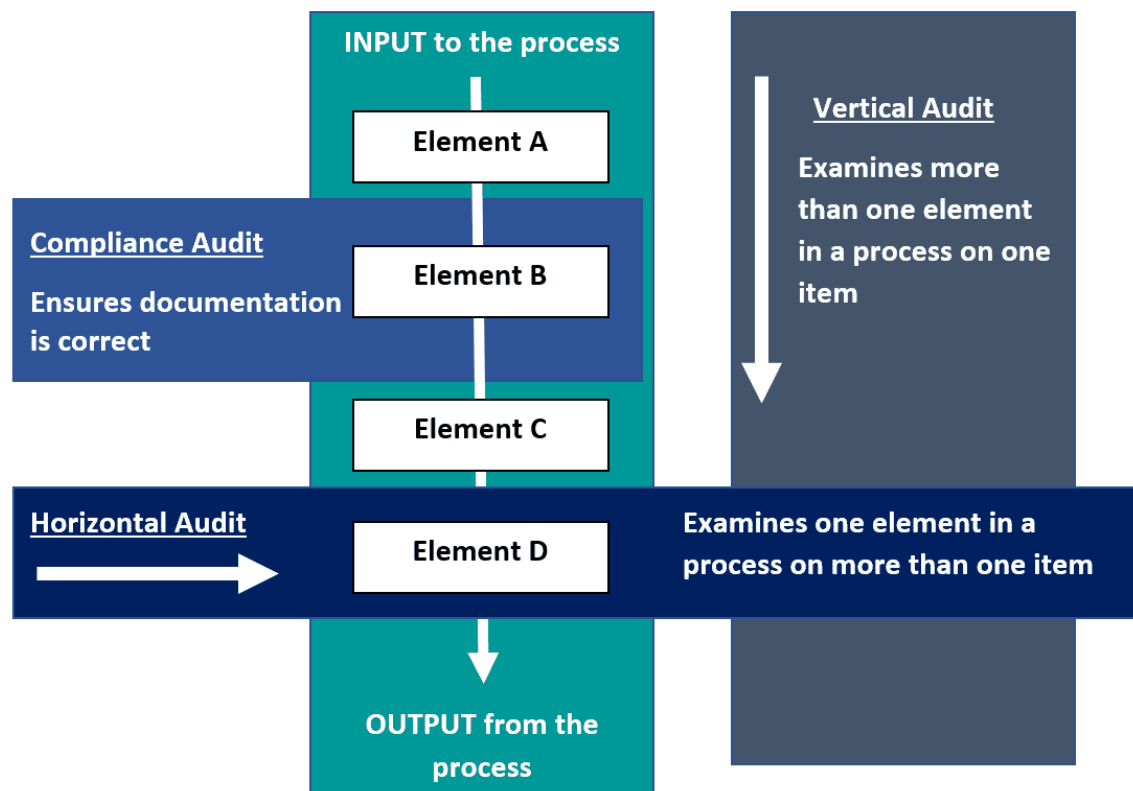 INPUT to the process
Element A
Vertical Audit
Examines more
than one element
in a process on one
item
Compliance Audit
Ensures documentation
is correct
Element B
Element C
Horizontal Audit
Element D
Examines one element in a
process on more than one item
OUTPUT from the
process